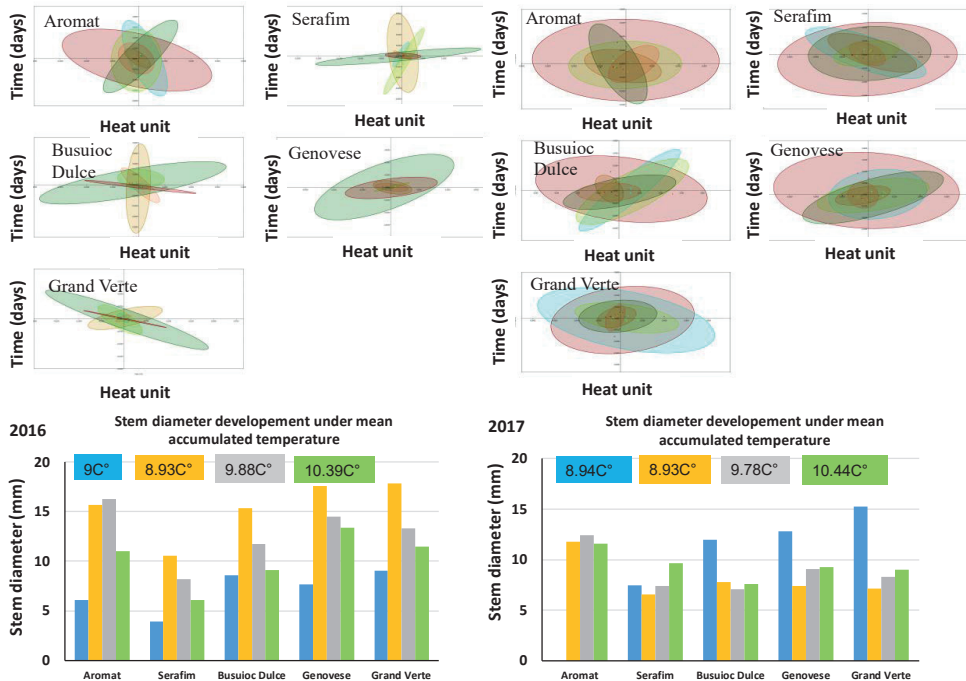 Aromat
Time (days)
Heat unit
Serafim
Time (days)
Heat unit
Aromat
Time (days)
Heat unit
Serafim
Time (days)
Heat unit
Busuioc
Dulce
Time (days)
Heat unit
Genovese
Time (days)
Heat unit
Busuioc
Dulce
Time (days)
Heat unit
Genovese
Time (days)
Heat unit
Grand Verte
Time (days)
Heat unit
Grand Verte
Time (days)
Heat unit
2016
Stem diameter developement under mean
accumulated temperature
9C°
8.93C°
9.88C°
10.39C°
Stem diameter (mm)
20
15
10
5
0
Aromat
Serafim
Busuioc Dulce
Genovese
Grand Verte
2017
Stem diameter developement under mean
accumulated temperature
8.94C°
8.93C°
9.78C°
10.44C°
Stem diameter (mm)
20
15
10
5
0
Aromat
Serafim
Busuioc Dulce
Genovese
Grand Verte